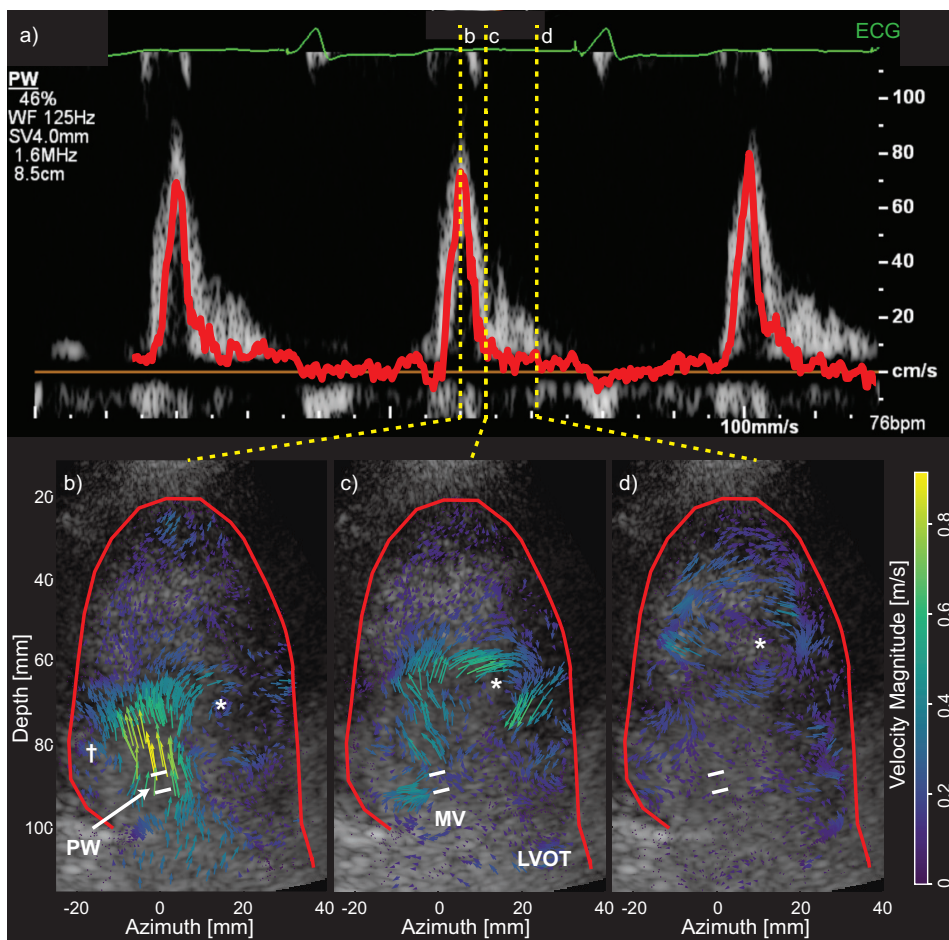 a)
b
c
d
ECG
PW
46%
WF 125Hz
SV4.0mm
1.6MHz
8.5cm
100
80
60
40
20
cm/s
100mm/s
76bpm
b)
c)
d)
20
40
60
80
100
Depth [mm]
*
†
PW
*
MV
LVOT
*
-20
0
20
40
-20
0
20
40
-20
0
20
40
Azimuth [mm]
Azimuth [mm]
Azimuth [mm]
0
0.2
0.4
0.6
0.8
Velocity Magnitude [m/s]